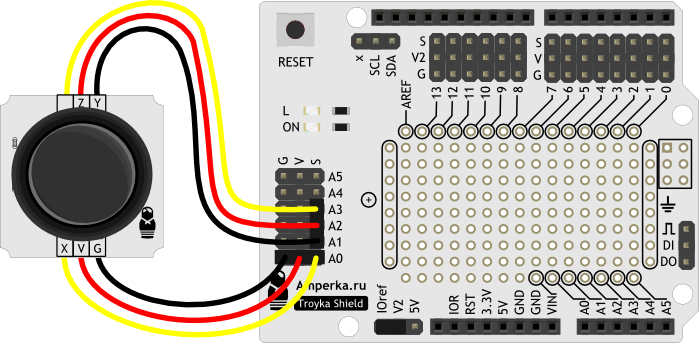 RESET
x
SCL
SDA
S
V2
G
S
V
G
AREF
13
12
11
10
9
8
7
6
5
4
3
2
1
0
L
ON
Z Y
G V S
A5
A4
A3
A2
A1
A0
X V G
DI
DO
Amperka.ru
Troyka Shield
IOref
V2
5V
IOR
RST
3.3V
5V
GND
GND
VIN
A0
A1
A2
A3
A4
A5